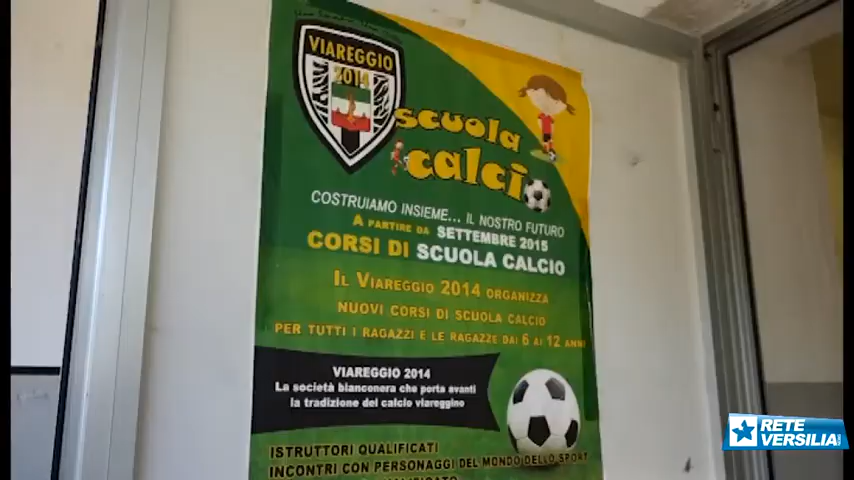 VIAREGGIO
2014
scuola
calcio
COSTRUIAMO INSIEME... IL NOSTRO FUTURO
A PARTIRE DA SETTEMBRE 2015
CORSI DI SCUOLA CALCIO
IL VIAREGGIO 2014 ORGANIZZA
NUOVI CORSI DI SCUOLA CALCIO
PER TUTTI I RAGAZZI E LE RAGAZZE DAI 6 AI 12 ANNI
VIAREGGIO 2014
La società bianconera che porta avanti
la tradizione del calcio viareggino
ISTRUTTORI QUALIFICATI
INCONTRI CON PERSONAGGI DEL MONDO DELLO SPORT
RETE
VERSILIA